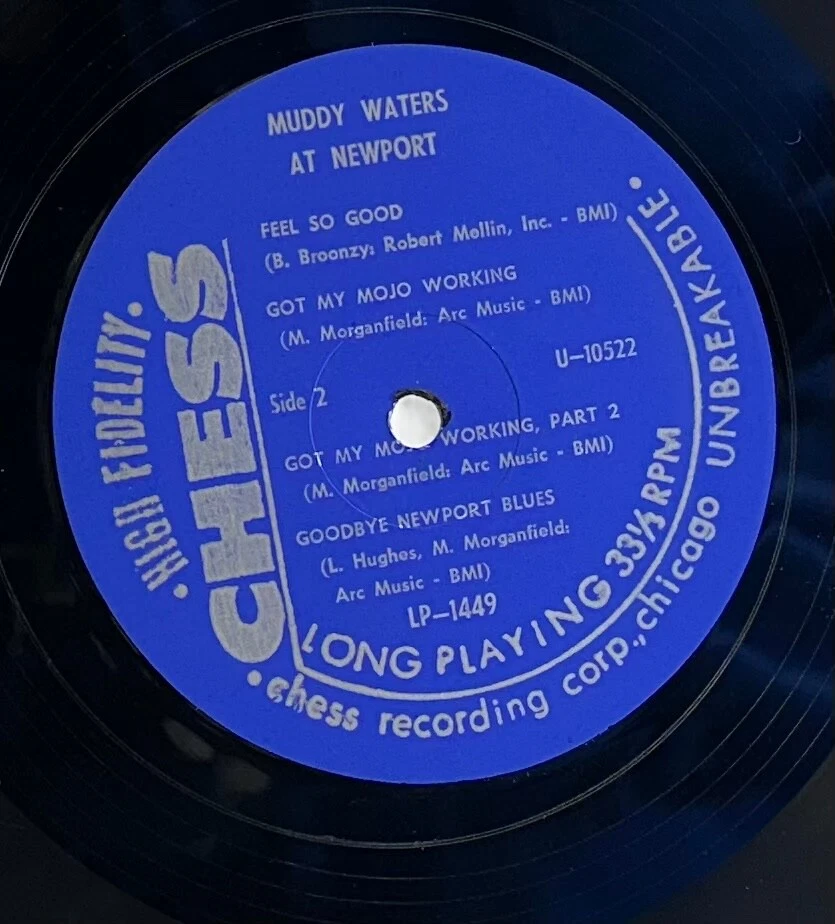 MUDDY WATERS
AT NEWPORT
FEEL SO GOOD
(B. Broonzy: Robert Mellin, Inc. - BMI)
GOT MY MOJO WORKING
(M. Morganfield: Arc Music - BMI)
U-10522
Side 2
GOT MY MOJO WORKING, PART 2
(M. Morganfield: Arc Music - BMI)
GOODBYE NEWPORT BLUES
(L. Hughes, M. Morganfield:
Arc Music - BMI)
LP-1449
LONG PLAYING 33⅓ RPM
• HIGH FIDELITY •
CHESS
• chess recording corp., chicago UNBREAKABLE •